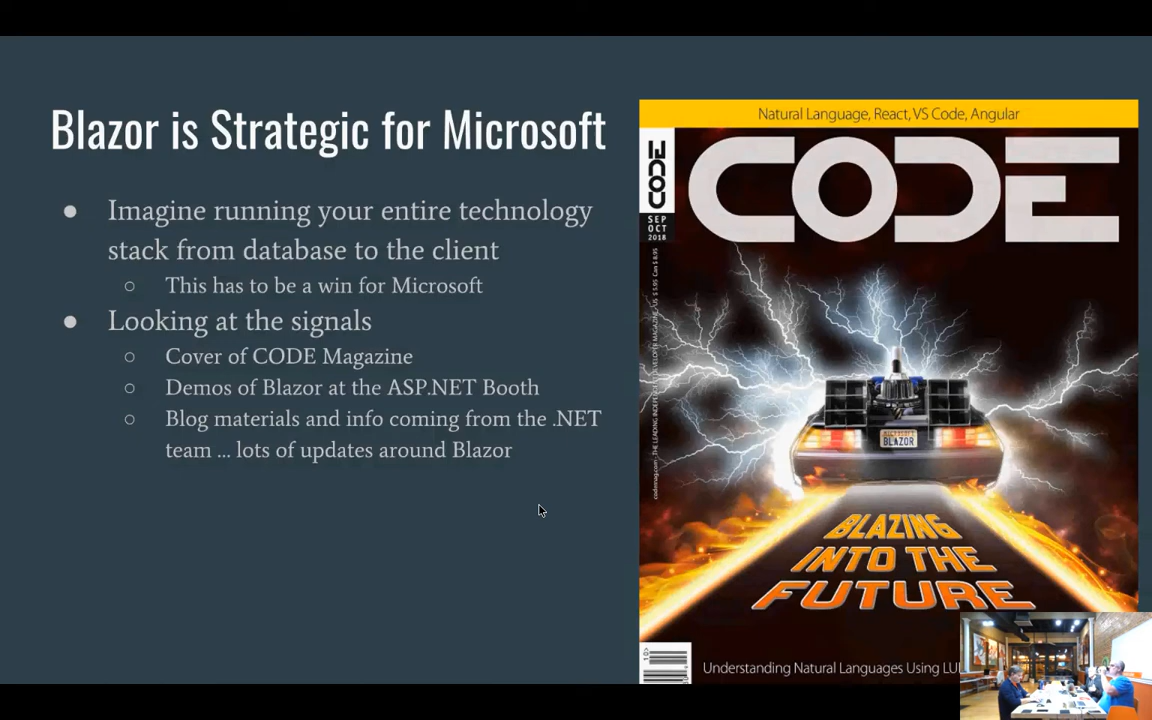 Blazor is Strategic for Microsoft
● Imagine running your entire technology
stack from database to the client
○ This has to be a win for Microsoft
● Looking at the signals
○ Cover of CODE Magazine
○ Demos of Blazor at the ASP.NET Booth
○ Blog materials and info coming from the .NET
team ... lots of updates around Blazor
Natural Language, React, VS Code, Angular
CODE
CODE
SEP
OCT
2018
MICROSOFT
BLAZOR
BLAZING
INTO THE
FUTURE
Understanding Natural Languages Using